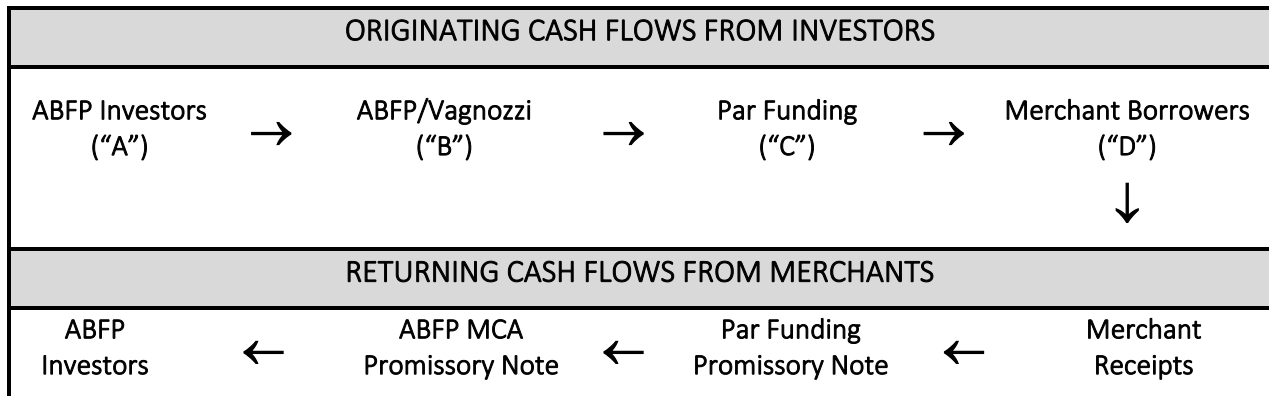 ORIGINATING CASH FLOWS FROM INVESTORS
ABFP Investors → ABFP/Vagnozzi → Par Funding → Merchant Borrowers
(“A”) (“B”) (“C”) (“D”)
↓
RETURNING CASH FLOWS FROM MERCHANTS
ABFP ABFP MCA Par Funding Merchant
Investors ← Promissory Note ← Promissory Note ← Receipts